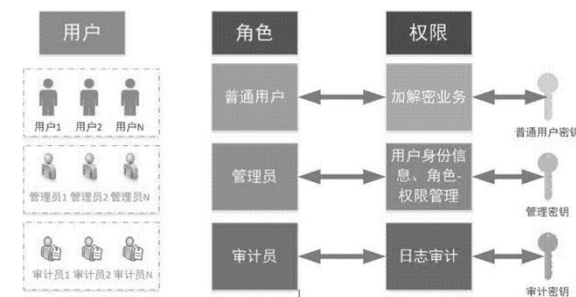 用户
角色
权限
用户1 用户2 用户N
普通用户
加解密业务
普通用户密钥
管理员1 管理员2 管理员N
管理员
用户身份信
息、角色-
权限管理
管理密钥
审计员1 审计员2 审计员N
审计员
日志审计
审计密钥